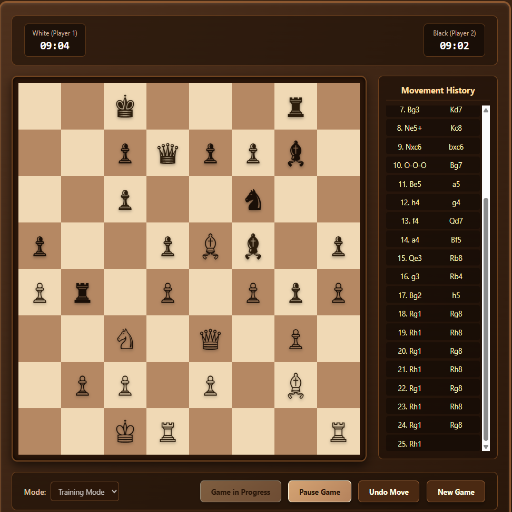 White (Player 1)
09:04
Black (Player 2)
09:02
Movement History
7. Bg3 Kd7
8. Ne5+ Kc8
9. Nxc6 bxc6
10. O-O-O Bg7
11. Be5 a5
12. h4 g4
13. f4 Qd7
14. a4 Bf5
15. Qe3 Rb8
16. g3 Rb4
17. Bg2 h5
18. Rg1 Rg8
19. Rh1 Rh8
20. Rg1 Rg8
21. Rh1 Rh8
22. Rg1 Rg8
23. Rh1 Rh8
24. Rg1 Rg8
25. Rh1
Mode: Training Mode Game in Progress Pause Game Undo Move New Game